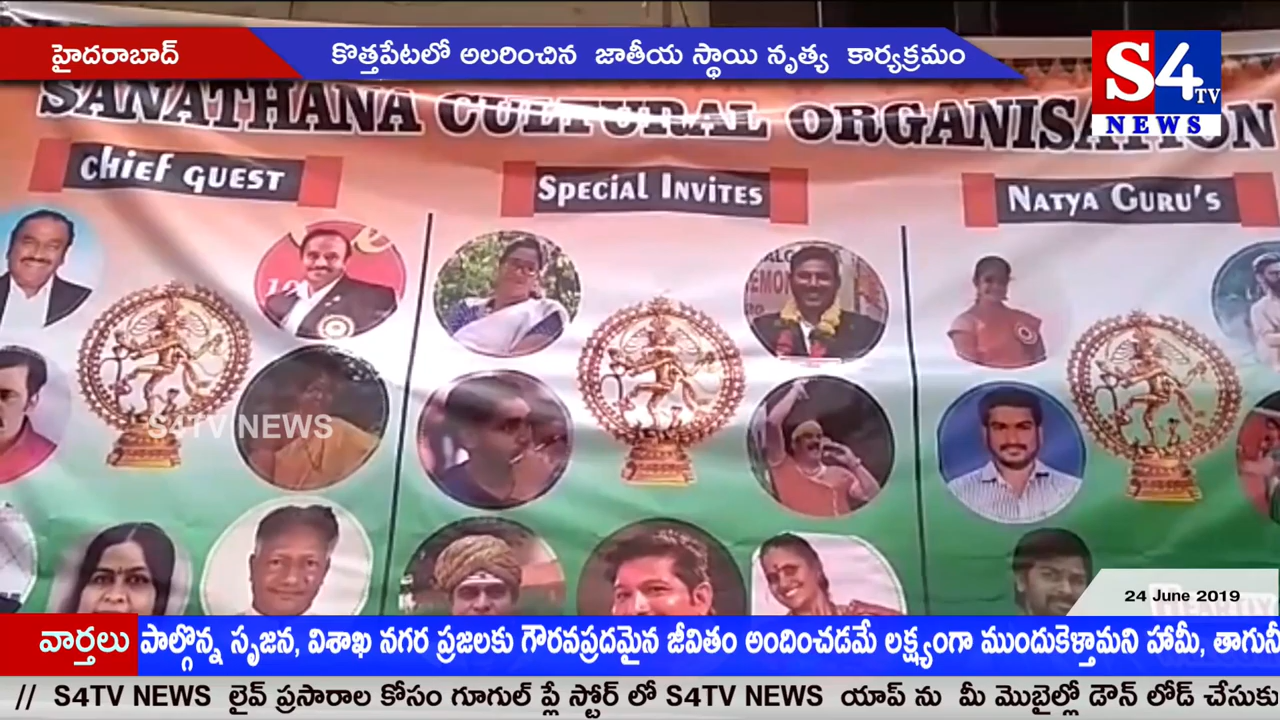 హైదరాబాద్
కొత్తపేటలో అలరించిన జాతీయ స్థాయి నృత్య కార్యక్రమం
S4 TV
NEWS
SANATHANA CULTURAL ORGANISATION
CHIEF GUEST
SPECIAL INVITES
NATYA GURU'S
S4TV NEWS
24 June 2019
వార్తలు
పాల్గొన్న సృజన, విశాఖ నగర ప్రజలకు గౌరవప్రదమైన జీవితం అందించడమే లక్ష్యంగా ముందుకెళ్తామని హామీ, తాగునీ
// S4TV NEWS లైవ్ ప్రసారాల కోసం గూగుల్ ప్లే స్టోర్ లో S4TV NEWS యాప్ ను మీ మొబైల్లో డౌన్ లోడ్ చేసుకు